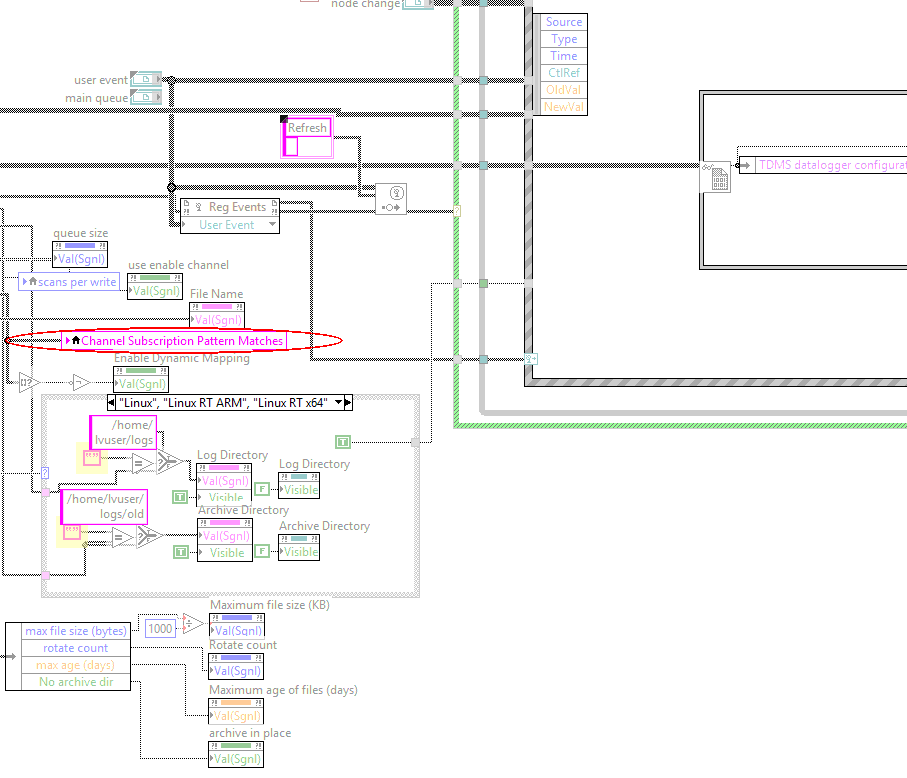 node change
Source
Type
Time
CtlRef
OldVal
NewVal
user event
main queue
Refresh
TDMS datalogger configurat
Reg Events
User Event
queue size
Val(Sgnl)
use enable channel
scans per write
Val(Sgnl)
File Name
Val(Sgnl)
Channel Subscription Pattern Matches
Enable Dynamic Mapping
Val(Sgnl)
"Linux", "Linux RT ARM", "Linux RT x64"
/home/
lvuser/logs
T
Log Directory
Val(Sgnl)
Visible
T
Log Directory
F
Visible
/home/lvuser/
logs/old
Archive Directory
Val(Sgnl)
T
Visible
Archive Directory
F
Visible
max file size (bytes)
rotate count
max age (days)
No archive dir
1000
Maximum file size (KB)
Val(Sgnl)
Rotate count
Val(Sgnl)
Maximum age of files (days)
Val(Sgnl)
archive in place
Val(Sgnl)